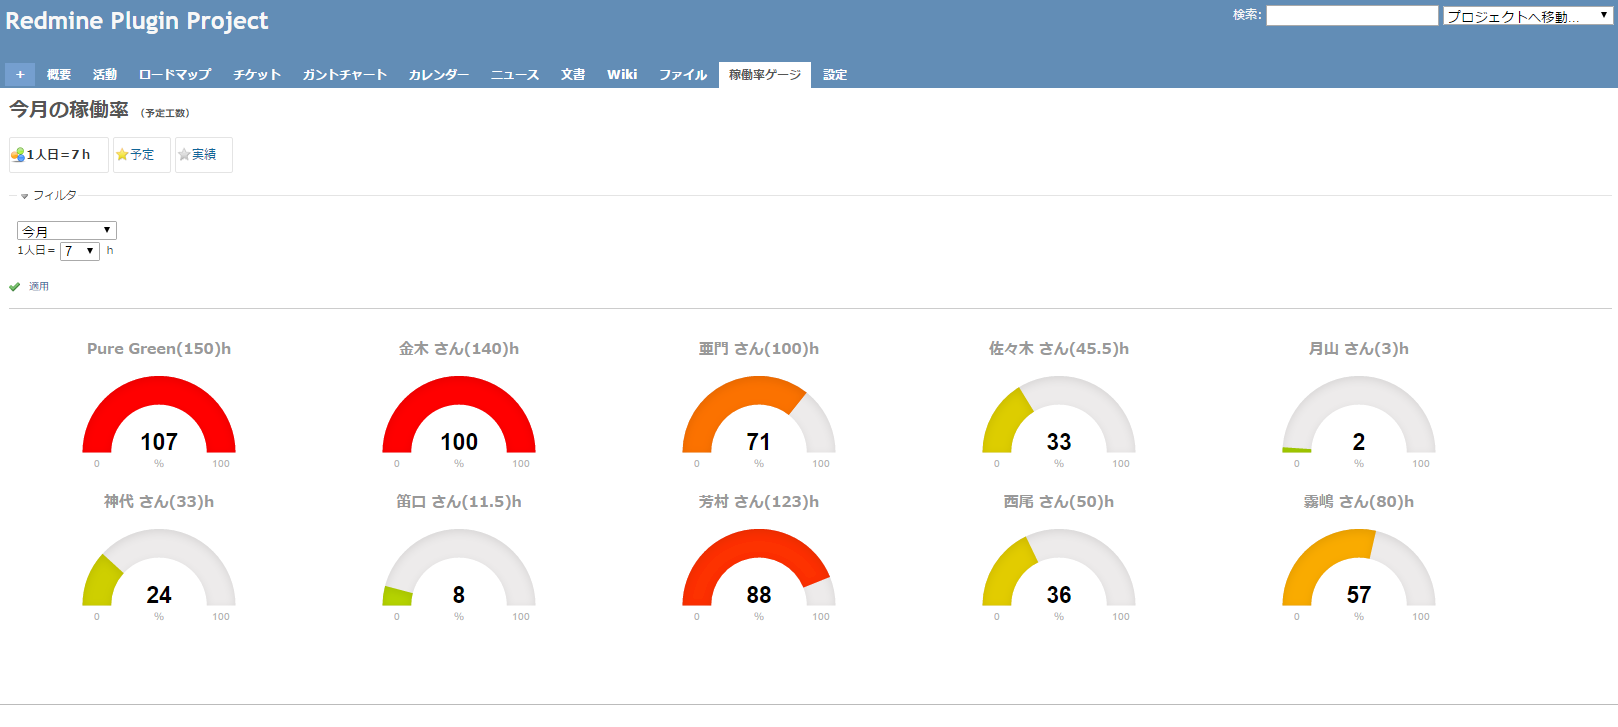 Redmine Plugin Project
検索:
プロジェクトへ移動...
+ 概要 活動 ロードマップ チケット ガントチャート カレンダー ニュース 文書 Wiki ファイル 稼働率ゲージ 設定
今月の稼働率 (予定工数)
1人日=7h 予定 実績
フィルタ
今月
1人日= 7 h
適用
Pure Green(150)h 金木 さん(140)h 亜門 さん(100)h 佐々木 さん(45.5)h 月山 さん(3)h
107 100 71 33 2
0 % 100 0 % 100 0 % 100 0 % 100 0 % 100
神代 さん(33)h 笛口 さん(11.5)h 芳村 さん(123)h 西尾 さん(50)h 霧嶋 さん(80)h
24 8 88 36 57
0 % 100 0 % 100 0 % 100 0 % 100 0 % 100